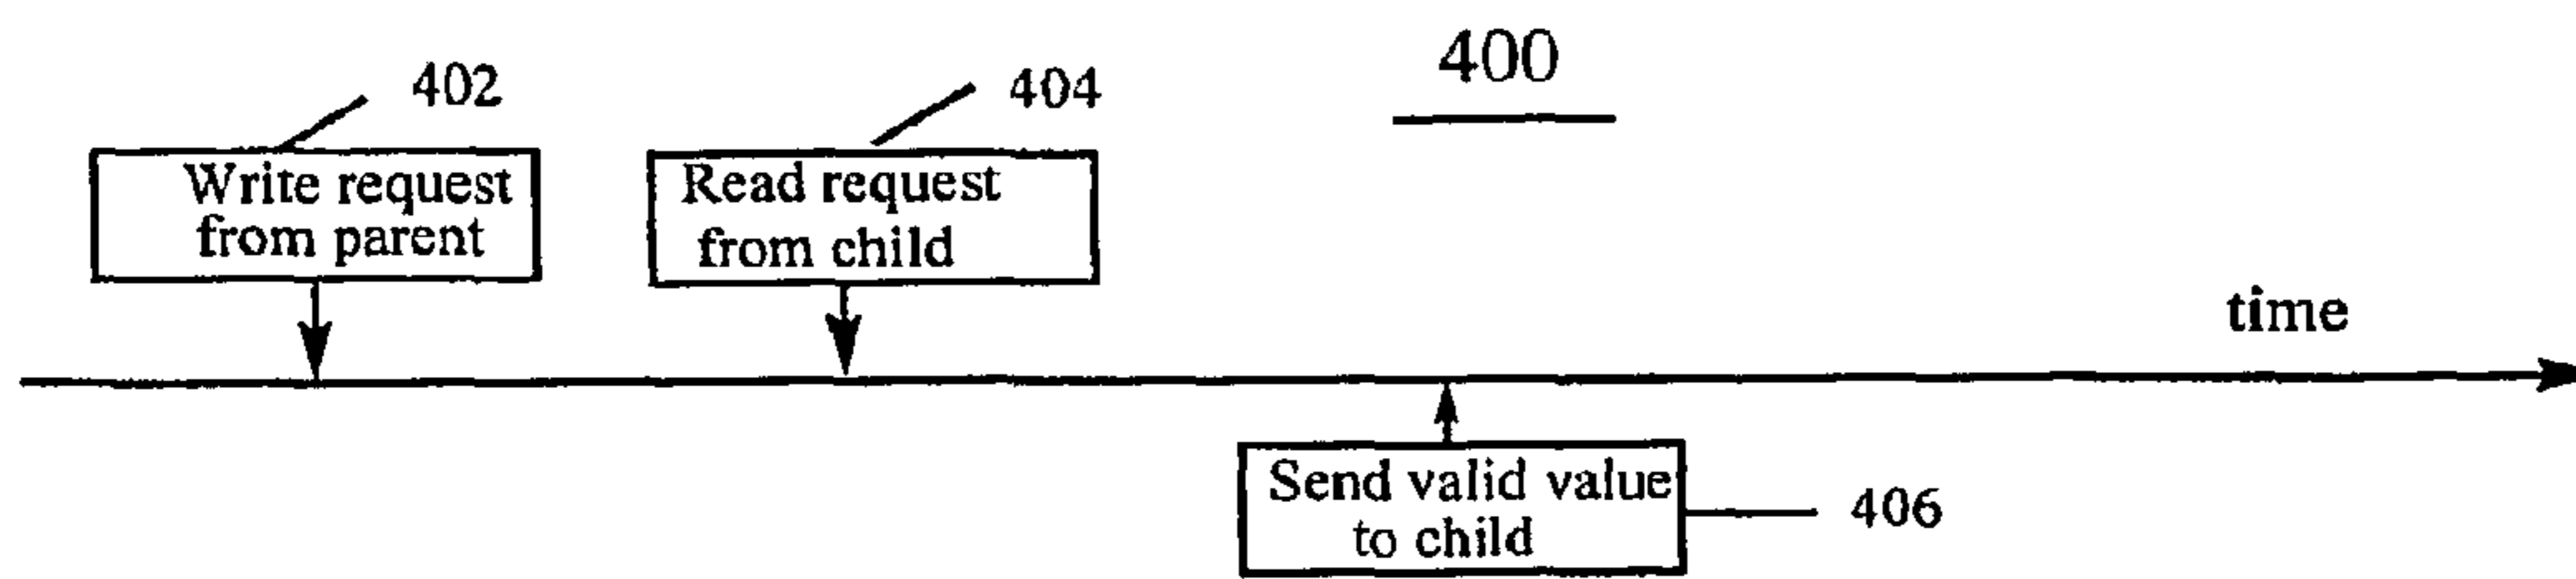 400
402
404
Write request
from parent
Read request
from child
time
Send valid value
to child
406